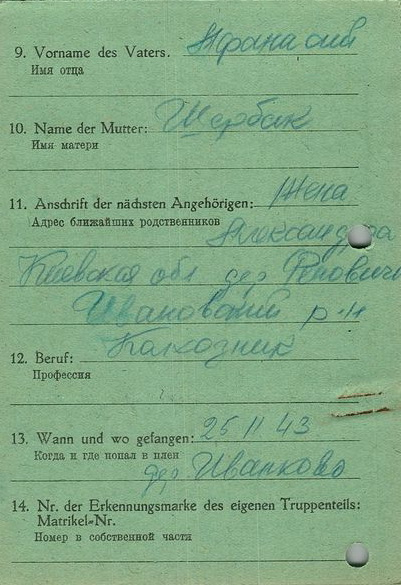 9. Vorname des Vaters. Афанасий
Имя отца
10. Name der Mutter: Щербак
Имя матери
11. Anschrift der nächsten Angehörigen: Жена
Адрес ближайших родственников
Александра
Киевская обл дер Репович
Ивановский р-н
12. Beruf: Калхозник
Профессия
13. Wann und wo gefangen: 25 11 43
Когда и где попал в плен
дер Иванково
14. Nr. der Erkennungsmarke des eigenen Truppenteils:
Matrikel-Nr.
Номер в собственной части